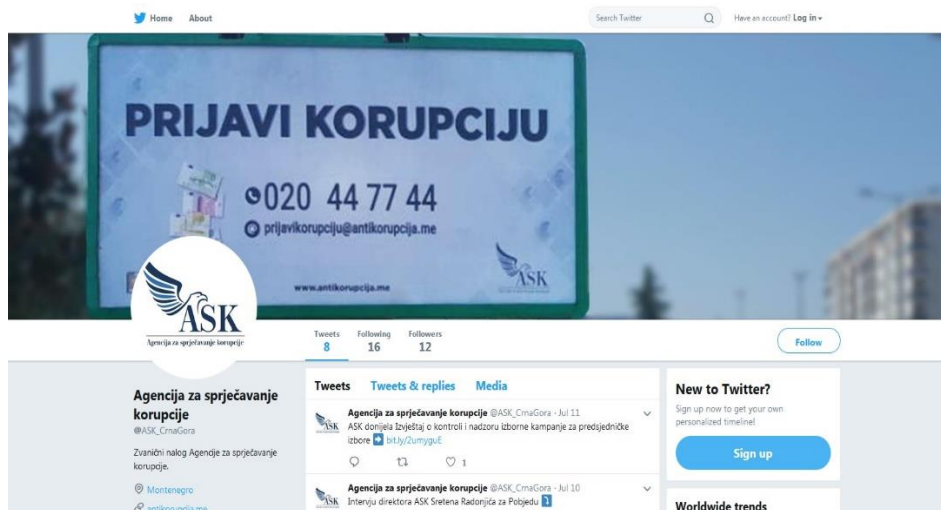 Home About Search Twitter Have an account? Log in
PRIJAVI KORUPCIJU
020 44 77 44
prijavikorupciju@antikorupcija.me
www.antikorupcija.me
ASK
ASK
Agencija za sprječavanje korupcije
Tweets Following Followers
8 16 12
Follow
Agencija za sprječavanje
korupcije
@ASK_CrnaGora
Zvanični nalog Agencije za sprječavanje
korupcije.
Montenegro
antikorupcija.me
Tweets Tweets & replies Media
Agencija za sprječavanje korupcije @ASK_CrnaGora · Jul 11
ASK donijela Izvještaj o kontroli i nadzoru izborne kampanje za predsjedničke
izbore bit.ly/2umyguE
1
Agencija za sprječavanje korupcije @ASK_CrnaGora · Jul 10
Intervju direktora ASK Sretena Radonjića za Pobjedu
New to Twitter?
Sign up now to get your own
personalized timeline!
Sign up
Worldwide trends